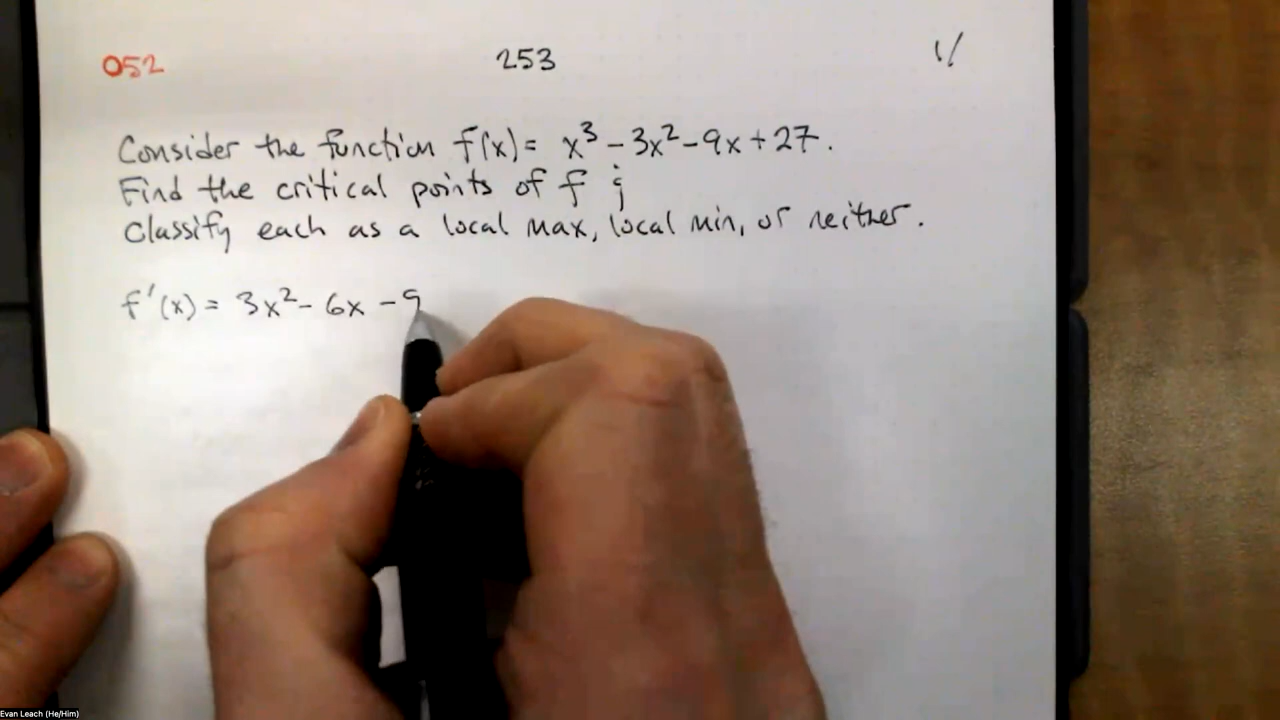 052 253 1/
Consider the function f(x) = x³ - 3x² - 9x + 27.
Find the critical points of f ;
Classify each as a local max, local min, or neither.
f'(x) = 3x² - 6x - 9
Evan Leach (He/Him)